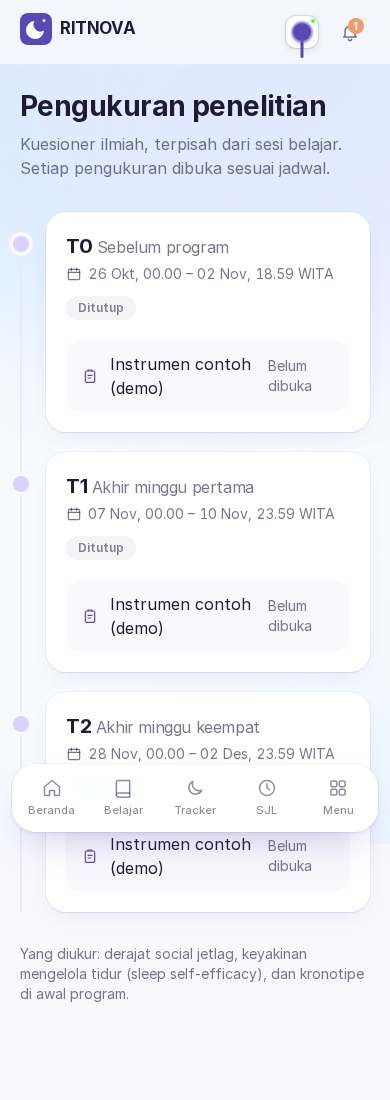 RITNOVA
1
Pengukuran penelitian
Kuesioner ilmiah, terpisah dari sesi belajar.
Setiap pengukuran dibuka sesuai jadwal.
T0 Sebelum program
26 Okt, 00.00 – 02 Nov, 18.59 WITA
Ditutup
Instrumen contoh
(demo)
Belum
dibuka
T1 Akhir minggu pertama
07 Nov, 00.00 – 10 Nov, 23.59 WITA
Ditutup
Instrumen contoh
(demo)
Belum
dibuka
T2 Akhir minggu keempat
28 Nov, 00.00 – 02 Des, 23.59 WITA
Beranda
Belajar
Tracker
SJL
Menu
Instrumen contoh
(demo)
Belum
dibuka
Yang diukur: derajat social jetlag, keyakinan
mengelola tidur (sleep self-efficacy), dan kronotipe
di awal program.